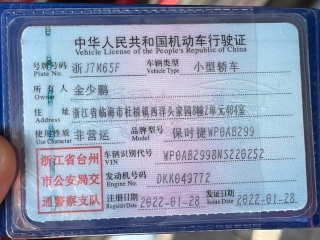 中华人民共和国机动车行驶证
Vehicle License of the People's Republic of China
号牌号码 浙J7M65F 车辆类型 小型轿车
Plate No. Vehicle Type
所有人 金少鹏
Owner
住址 浙江省临海市杜桥镇西洋头家园8幢2单元404室
Address
使用性质 非营运 品牌型号 保时捷WP0AB299
Use Character Model
浙江省台州市公安局交通警察支队
车辆识别代号 WP0AB2998NS226252
VIN
发动机号码 DKK049772
Engine No.
注册日期 2022-01-28 发证日期 2022-01-28
Register Date Issue Date